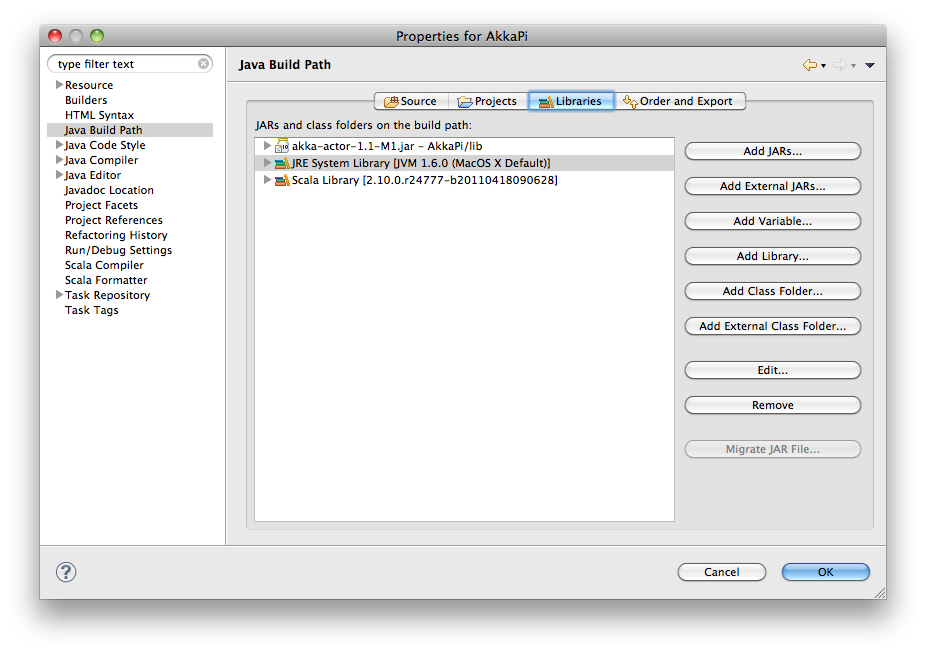 Properties for AkkaPi
type filter text
Resource
Builders
HTML Syntax
Java Build Path
Java Code Style
Java Compiler
Java Editor
Javadoc Location
Project Facets
Project References
Refactoring History
Run/Debug Settings
Scala Compiler
Scala Formatter
Task Repository
Task Tags
Java Build Path
Source Projects Libraries Order and Export
JARs and class folders on the build path:
akka-actor-1.1-M1.jar - AkkaPi/lib
JRE System Library [JVM 1.6.0 (MacOS X Default)]
Scala Library [2.10.0.r24777-b20110418090628]
Add JARs...
Add External JARs...
Add Variable...
Add Library...
Add Class Folder...
Add External Class Folder...
Edit...
Remove
Migrate JAR File...
?
Cancel OK